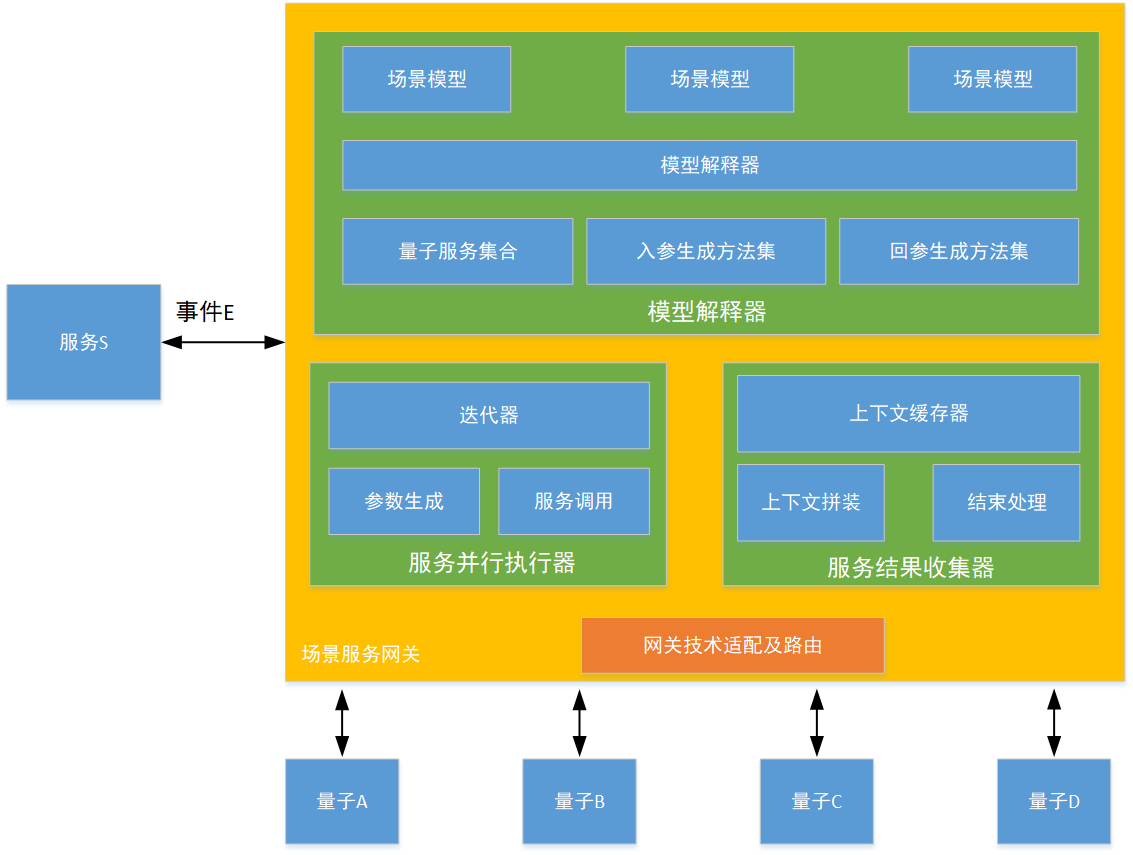 场景模型
场景模型
场景模型
模型解释器
量子服务集合
入参生成方法集
回参生成方法集
模型解释器
事件E
服务S
迭代器
参数生成
服务调用
服务并行执行器
上下文缓存器
上下文拼装
结束处理
服务结果收集器
场景服务网关
网关技术适配及路由
量子A
量子B
量子C
量子D